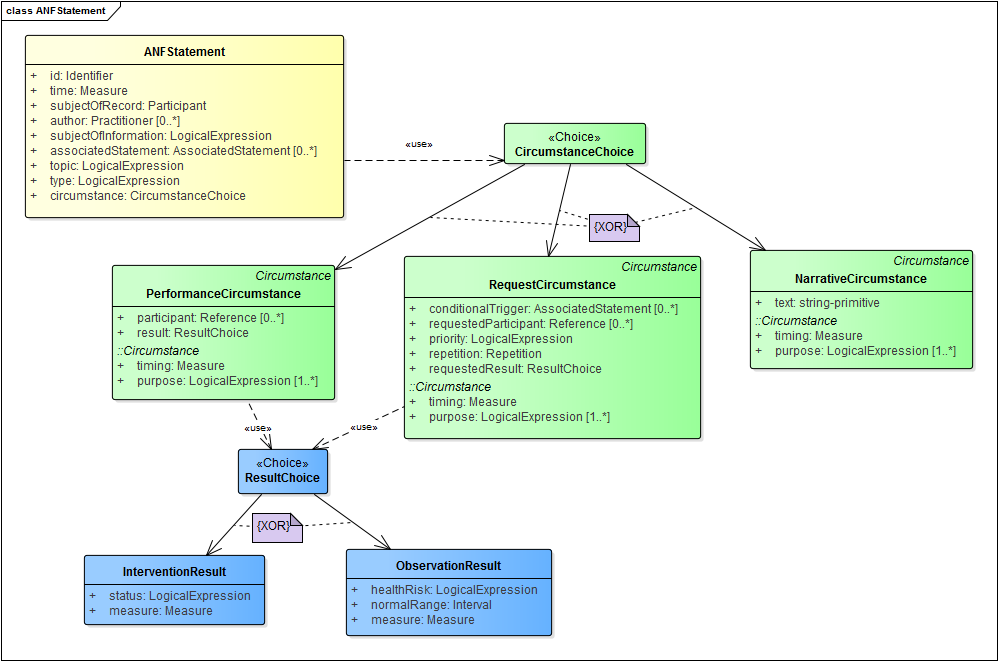 class ANFStatement
ANFStatement
+ id: Identifier
+ time: Measure
+ subjectOfRecord: Participant
+ author: Practitioner [0..*]
+ subjectOfInformation: LogicalExpression
+ associatedStatement: AssociatedStatement [0..*]
+ topic: LogicalExpression
+ type: LogicalExpression
+ circumstance: CircumstanceChoice
«use»
«Choice»
CircumstanceChoice
{XOR}
Circumstance
PerformanceCircumstance
+ participant: Reference [0..*]
+ result: ResultChoice
::Circumstance
+ timing: Measure
+ purpose: LogicalExpression [1..*]
Circumstance
RequestCircumstance
+ conditionalTrigger: AssociatedStatement [0..*]
+ requestedParticipant: Reference [0..*]
+ priority: LogicalExpression
+ repetition: Repetition
+ requestedResult: ResultChoice
::Circumstance
+ timing: Measure
+ purpose: LogicalExpression [1..*]
Circumstance
NarrativeCircumstance
+ text: string-primitive
::Circumstance
+ timing: Measure
+ purpose: LogicalExpression [1..*]
«use»
«use»
«Choice»
ResultChoice
{XOR}
InterventionResult
+ status: LogicalExpression
+ measure: Measure
ObservationResult
+ healthRisk: LogicalExpression
+ normalRange: Interval
+ measure: Measure